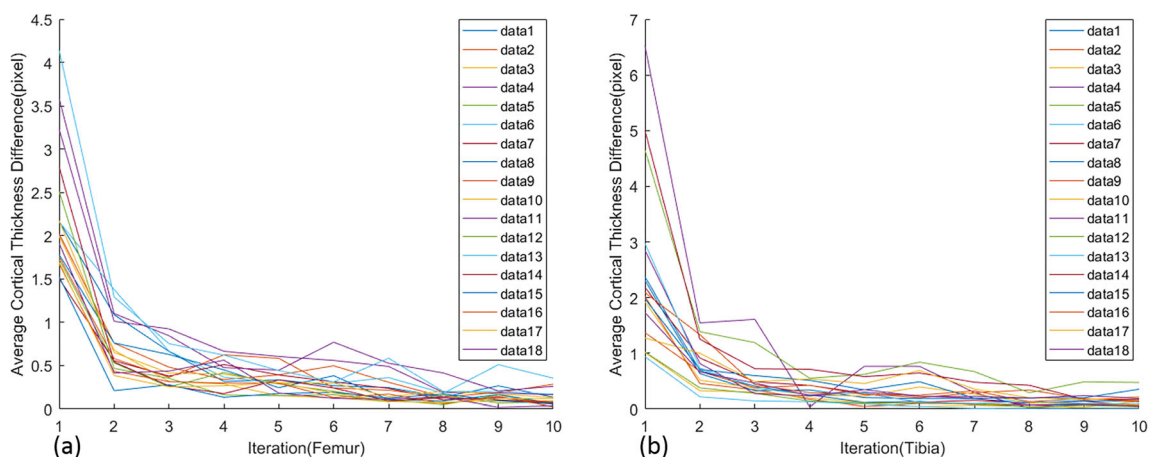 4.5
4
3.5
3
2.5
2
1.5
1
0.5
0
Average Cortical Thickness Difference(pixel)
1 2 3 4 5 6 7 8 9 10
Iteration(Femur)
(a)
data1
data2
data3
data4
data5
data6
data7
data8
data9
data10
data11
data12
data13
data14
data15
data16
data17
data18
7
6
5
4
3
2
1
0
Average Cortical Thickness Difference(pixel)
1 2 3 4 5 6 7 8 9 10
Iteration(Tibia)
(b)
data1
data2
data3
data4
data5
data6
data7
data8
data9
data10
data11
data12
data13
data14
data15
data16
data17
data18